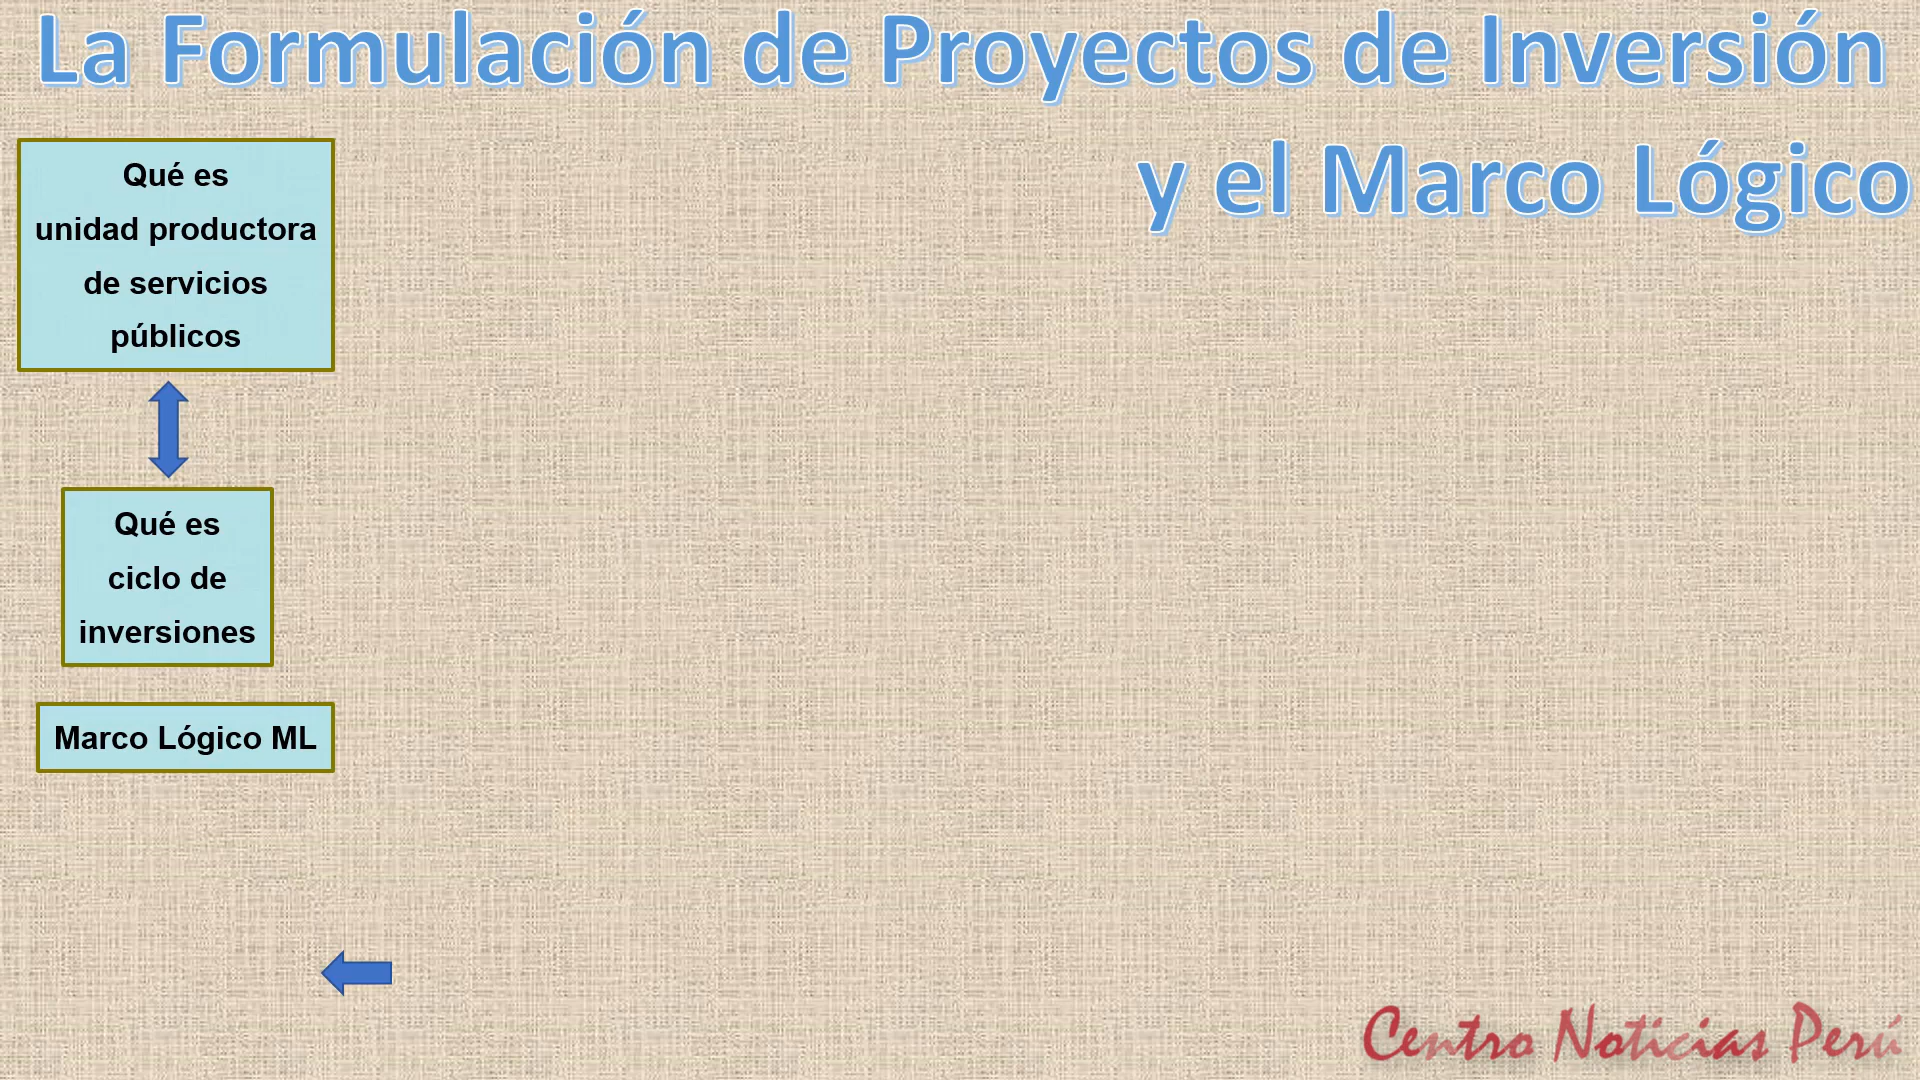 La Formulación de Proyectos de Inversión
y el Marco Lógico
Qué es
unidad productora
de servicios
públicos
Qué es
ciclo de
inversiones
Marco Lógico ML
Centro Noticias Perú